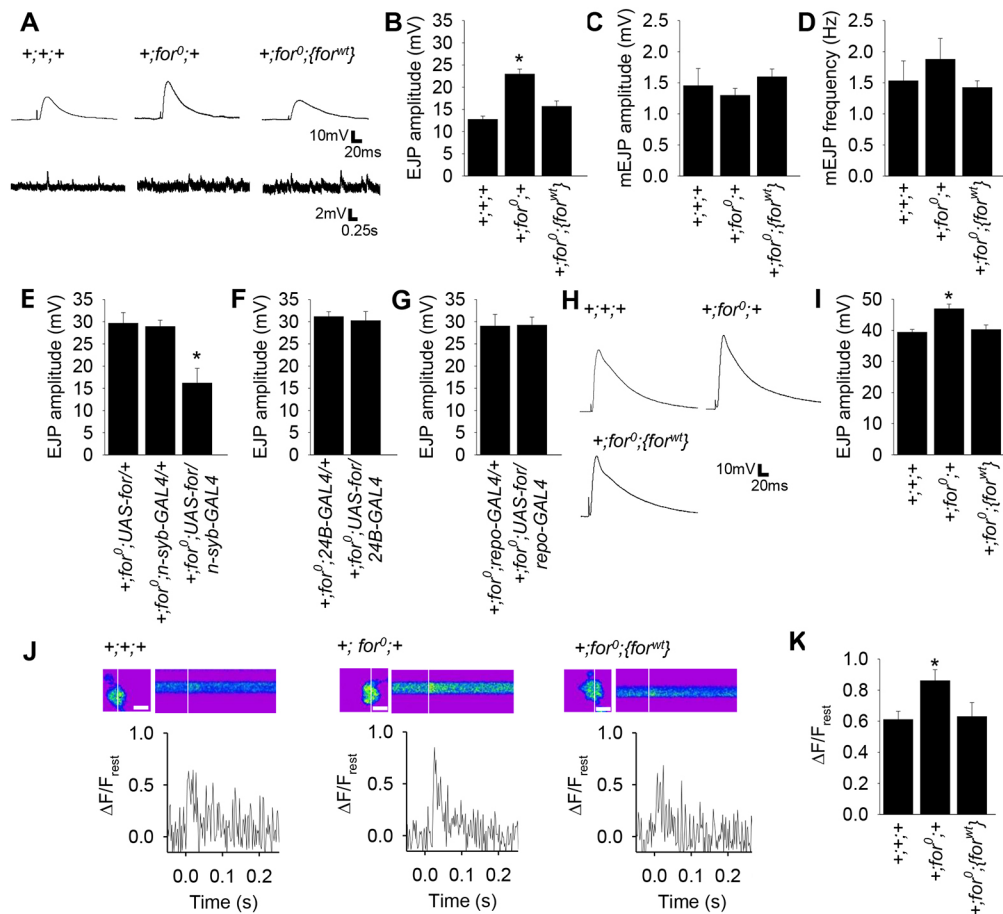 A
+;+;+
+;for⁰;+
+;for⁰;{forʷᵗ}
10mV
20ms
2mV
0.25s
B
EJP amplitude (mV)
35
30
25
20
15
10
5
0
*
+;+;+
+;for⁰;+
+;for⁰;{forʷᵗ}
C
mEJP amplitude (mV)
2.5
2.0
1.5
1.0
0.5
0.0
+;+;+
+;for⁰;+
+;for⁰;{forʷᵗ}
D
mEJP frequency (Hz)
2.5
2.0
1.5
1.0
0.5
0.0
+;+;+
+;for⁰;+
+;for⁰;{forʷᵗ}
E
EJP amplitude (mV)
35
30
25
20
15
10
5
0
*
+;for⁰;UAS-for/+
+;for⁰;n-syb-GAL4/+
+;for⁰;UAS-for/
n-syb-GAL4
F
EJP amplitude (mV)
35
30
25
20
15
10
5
0
+;for⁰;24B-GAL4/+
+;for⁰;UAS-for/
24B-GAL4
G
EJP amplitude (mV)
35
30
25
20
15
10
5
0
+;for⁰;repo-GAL4/+
+;for⁰;UAS-for/
repo-GAL4
H
+;+;+
+;for⁰;+
+;for⁰;{forʷᵗ}
10mV
20ms
I
EJP amplitude (mV)
50
40
30
20
10
0
*
+;+;+
+;for⁰;+
+;for⁰;{forʷᵗ}
J
+;+;+
+; for⁰;+
+;for⁰;{forʷᵗ}
ΔF/Frest
1.0
0.5
0.0
0.0 0.1 0.2
Time (s)
ΔF/Frest
1.0
0.5
0.0
0.0 0.1 0.2
Time (s)
ΔF/Frest
1.0
0.5
0.0
0.0 0.1 0.2
Time (s)
K
ΔF/Frest
1.0
0.8
0.6
0.4
0.2
0.0
*
+;+;+
+;for⁰;+
+;for⁰;{forʷᵗ}